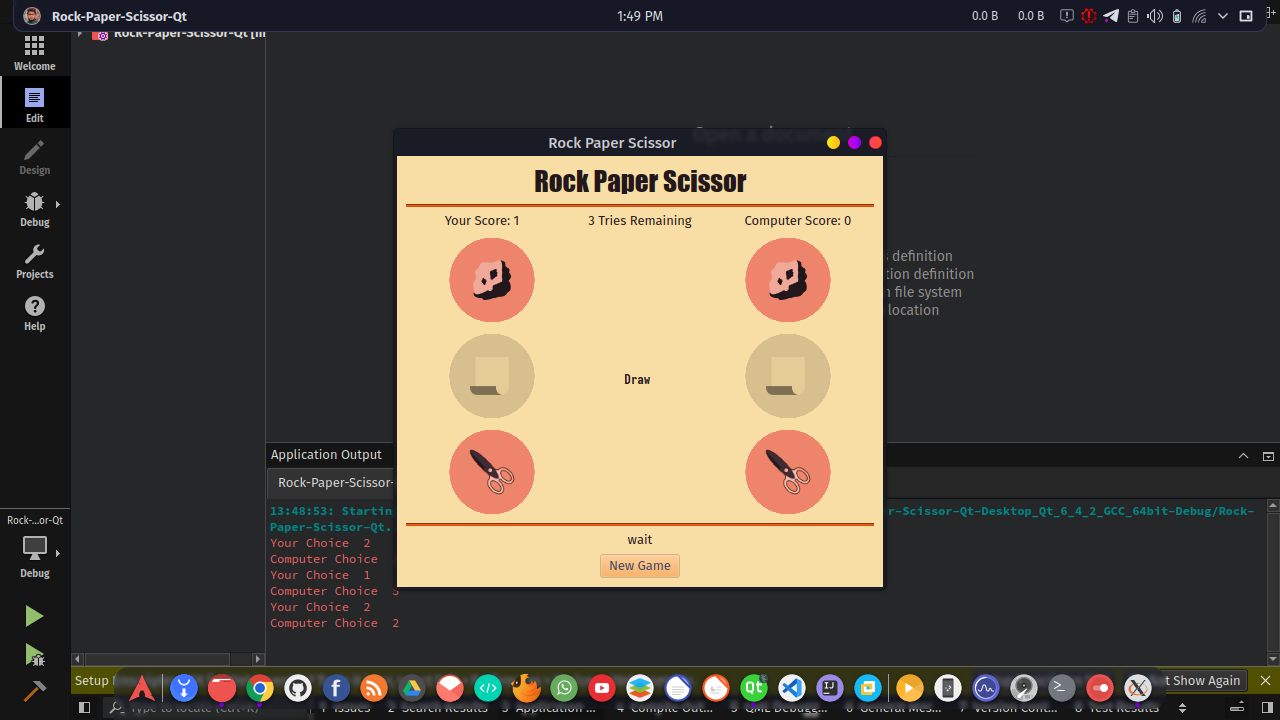 Rock-Paper-Scissor-Qt
1:49 PM
0.0 B 0.0 B
Welcome
Edit
Design
Debug
Projects
Help
Rock-...or-Qt
Debug
Rock-Paper-Scissor-Qt
Open a document
definition
tion definition
file system
location
Rock Paper Scissor
Rock Paper Scissor
Your Score: 1
3 Tries Remaining
Computer Score: 0
Draw
wait
New Game
Application Output
Rock-Paper-Scissor-
13:48:53: Startin r-Scissor-Qt-Desktop_Qt_6_4_2_GCC_64bit-Debug/Rock-
Paper-Scissor-Qt.
Your Choice 2
Computer Choice
Your Choice 1
Computer Choice 3
Your Choice 2
Computer Choice 2
Setup
t Show Again
Type to locate (Ctrl+K)
1 Issues
2 Search Results
3 Application ...
4 Compile Out...
5 QML Debugg...
6 General Mes...
7 Version Cont...
8 Test Results